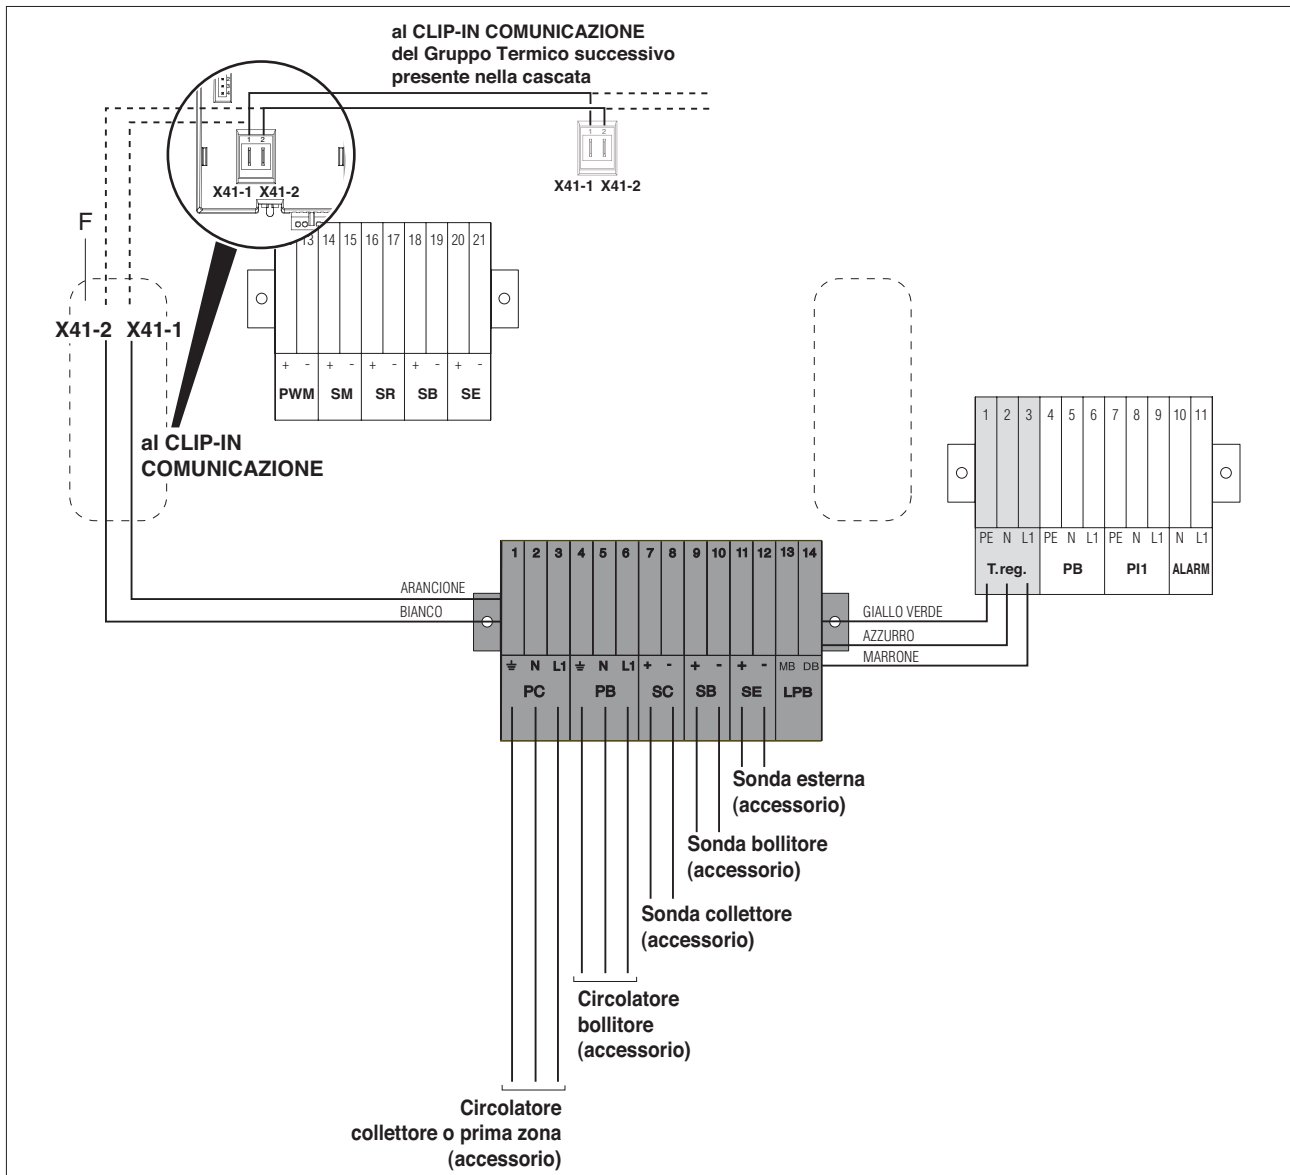 al CLIP-IN COMUNICAZIONE
del Gruppo Termico successivo
presente nella cascata
1 2
X41-1 X41-2
1 2
X41-1 X41-2
F
13 14 15 16 17 18 19 20 21
X41-2 X41-1
+ - + - + - + - + -
PWM SM SR SB SE
al CLIP-IN
COMUNICAZIONE
1 2 3 4 5 6 7 8 9 10 11
PE N L1 PE N L1 PE N L1 N L1
T.reg. PB PI1 ALARM
1 2 3 4 5 6 7 8 9 10 11 12 13 14
ARANCIONE
BIANCO
GIALLO VERDE
AZZURRO
MARRONE
N L1 N L1 + - + - + - MB DB
PC PB SC SB SE LPB
Sonda esterna
(accessorio)
Sonda bollitore
(accessorio)
Sonda collettore
(accessorio)
Circolatore
bollitore
(accessorio)
Circolatore
collettore o prima zona
(accessorio)